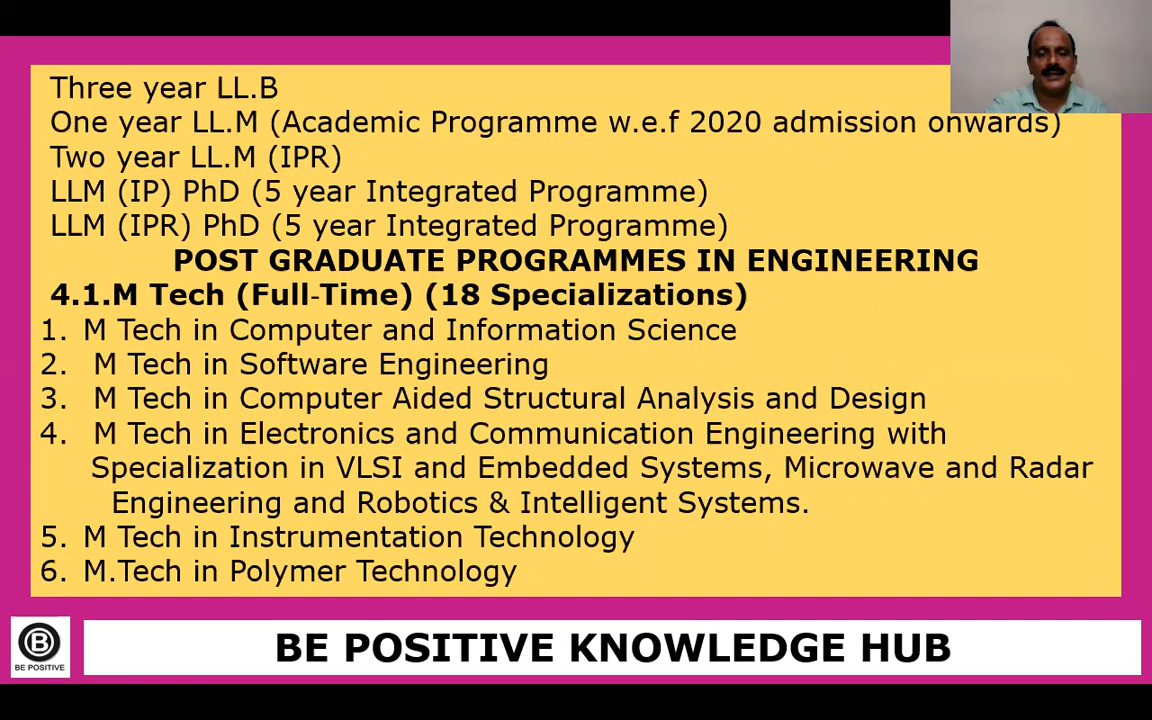 Three year LL.B
One year LL.M (Academic Programme w.e.f 2020 admission onwards)
Two year LL.M (IPR)
LLM (IP) PhD (5 year Integrated Programme)
LLM (IPR) PhD (5 year Integrated Programme)
POST GRADUATE PROGRAMMES IN ENGINEERING
4.1.M Tech (Full-Time) (18 Specializations)
1. M Tech in Computer and Information Science
2. M Tech in Software Engineering
3. M Tech in Computer Aided Structural Analysis and Design
4. M Tech in Electronics and Communication Engineering with
Specialization in VLSI and Embedded Systems, Microwave and Radar
Engineering and Robotics & Intelligent Systems.
5. M Tech in Instrumentation Technology
6. M.Tech in Polymer Technology
B
BE POSITIVE
BE POSITIVE KNOWLEDGE HUB